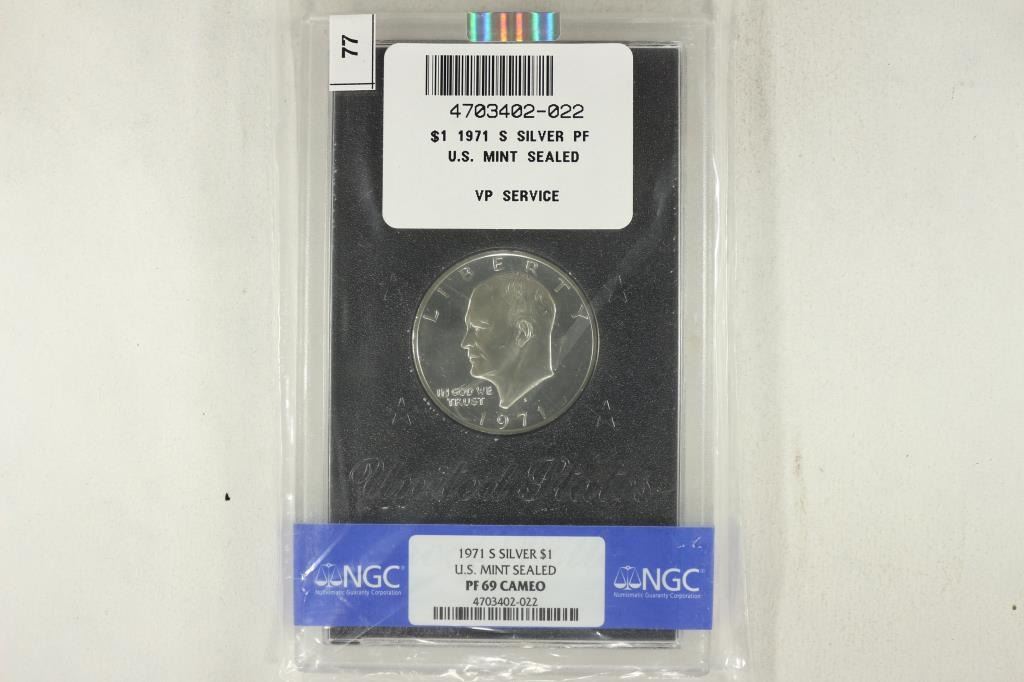 77
4703402-022
$1 1971 S SILVER PF
U.S. MINT SEALED
VP SERVICE
LIBERTY
IN GOD WE
TRUST
S
1971
United States
NGC®
Numismatic Guaranty Corporation
1971 S SILVER $1
U.S. MINT SEALED
PF 69 CAMEO
4703402-022
NGC®
Numismatic Guaranty Corporation